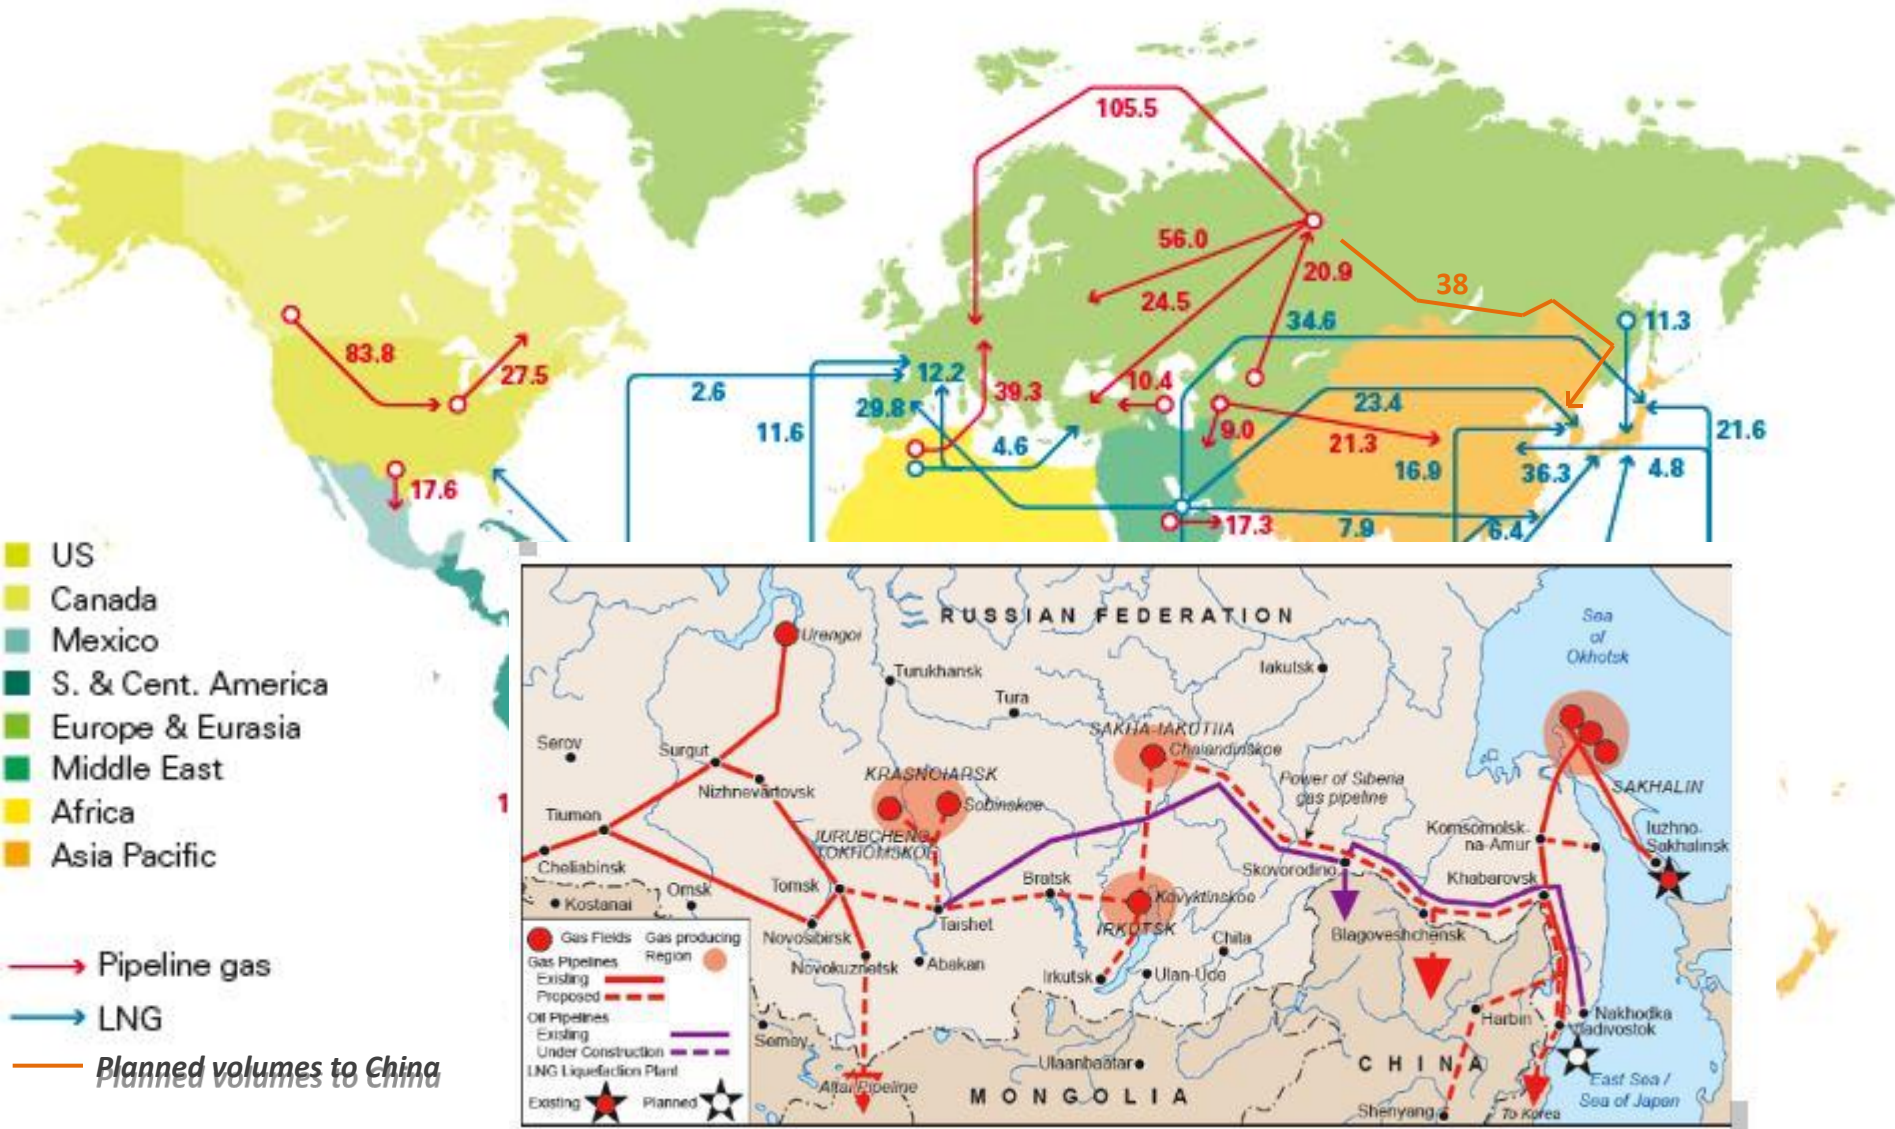 105.5
56.0
20.9
24.5
38
34.6
11.3
83.8
27.5
2.6
12.2
39.3
10.4
29.8
23.4
11.6
4.6
9.0
21.3
21.6
16.9
36.3
4.8
17.6
17.3
7.9
6.4
US
Canada
Mexico
S. & Cent. America
Europe & Eurasia
Middle East
Africa
Asia Pacific
Pipeline gas
LNG
Planned volumes to China
1
RUSSIAN FEDERATION
Sea
of
Okhotsk
Urengoi
Turukhansk
Iakutsk
Tura
Serov
Surgut
SAKHA-IAKUTIIA
Chaiandinskoe
KRASNOIARSK
Nizhnevartovsk
Sobinskoe
Power of Siberia
gas pipeline
SAKHALIN
Tiumen
IURUBCHENO
TOKHOMSKOE
Komsomolsk-
na-Amur
Iuzhno-
Sakhalinsk
Cheliabinsk
Skovorodino
Omsk
Tomsk
Bratsk
Khabarovsk
Kostanai
Kovyktinskoe
Taishet
IRKUTSK
Novosibirsk
Chita
Blagoveshchensk
Novokuznetsk
Abakan
Irkutsk
Ulan-Ude
Harbin
Nakhodka
Vladivostok
Semey
Ulaanbaatar
CHINA
Altai Pipeline
MONGOLIA
East Sea /
Sea of Japan
Shenyang
To Korea
Gas Fields
Gas producing
Region
Gas Pipelines
Existing
Proposed
Oil Pipelines
Existing
Under Construction
LNG Liquefaction Plant
Existing
Planned